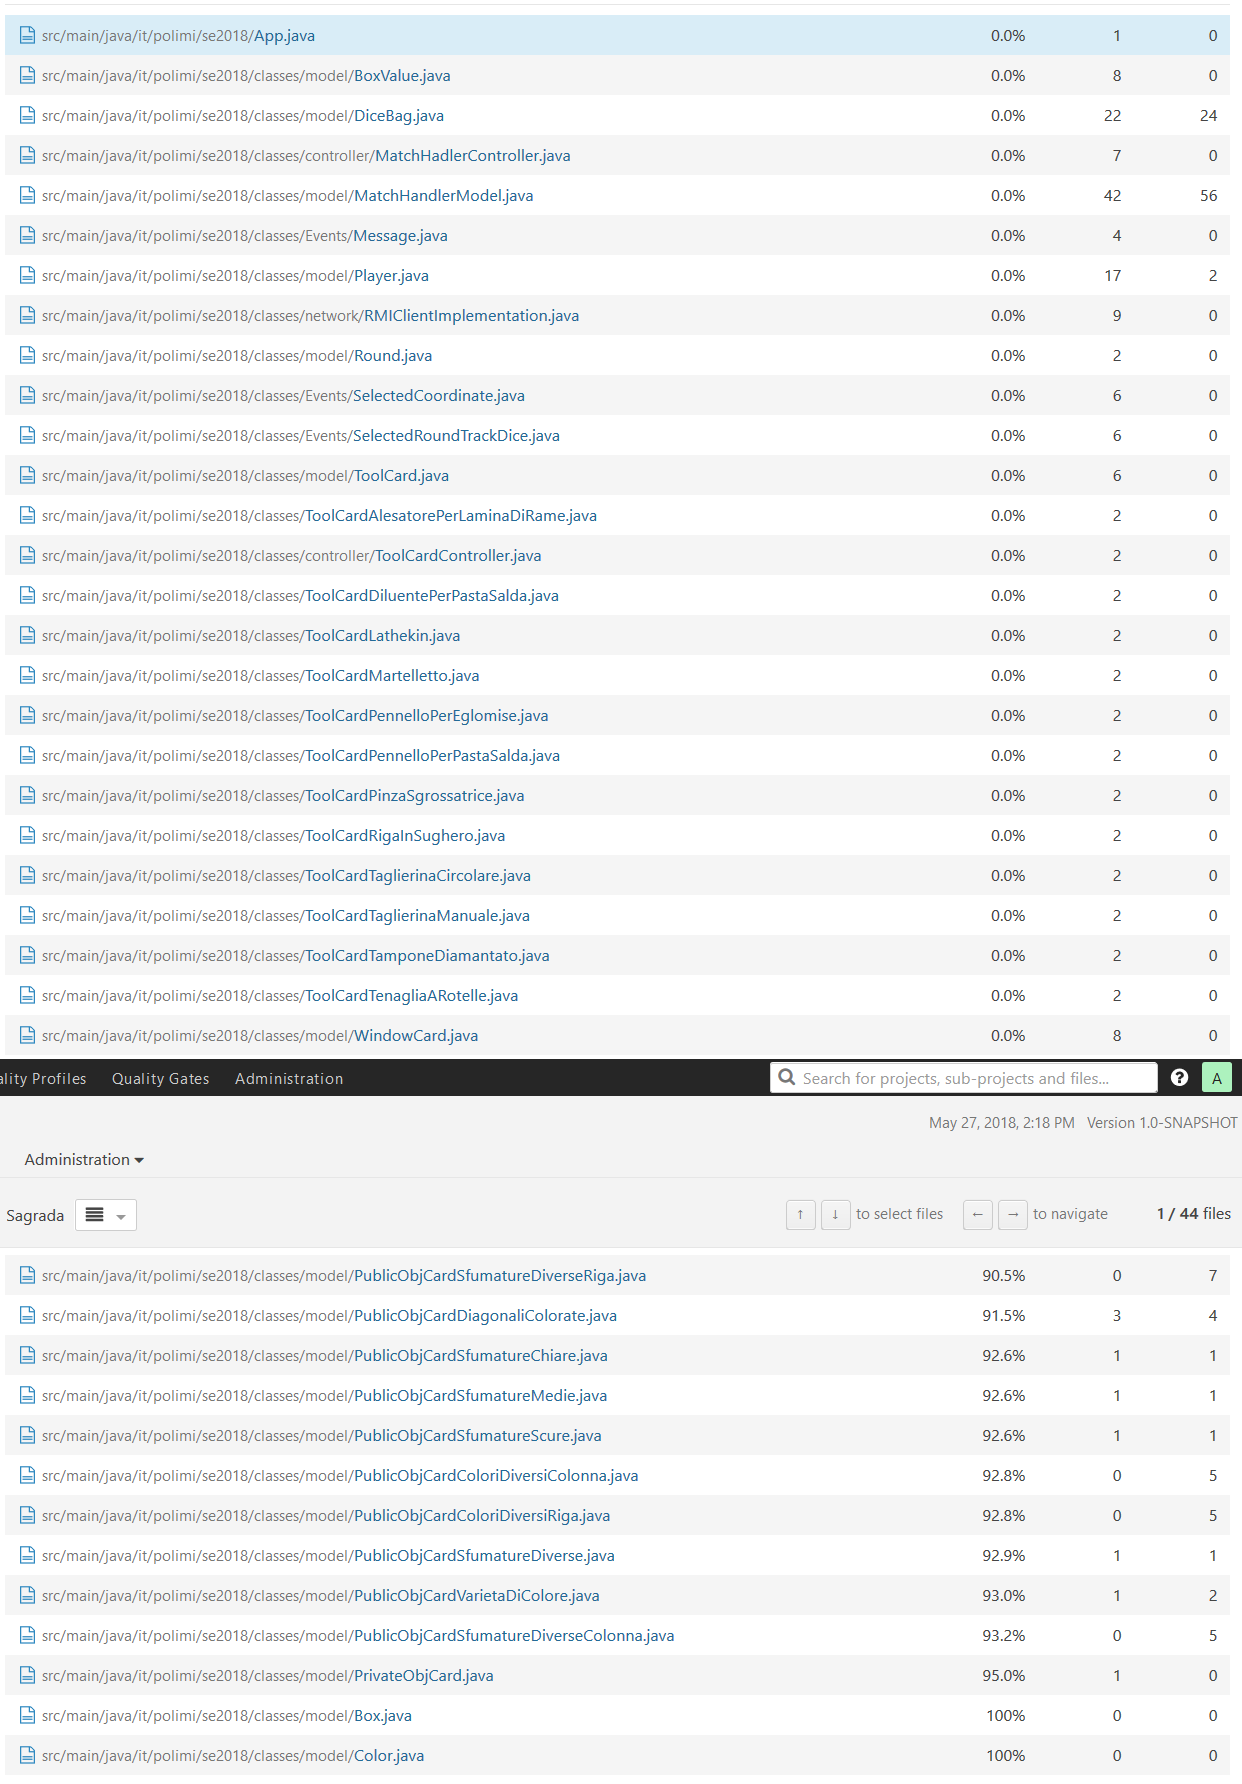 src/main/java/it/polimi/se2018/App.java 0.0% 1 0
src/main/java/it/polimi/se2018/classes/model/BoxValue.java 0.0% 8 0
src/main/java/it/polimi/se2018/classes/model/DiceBag.java 0.0% 22 24
src/main/java/it/polimi/se2018/classes/controller/MatchHadlerController.java 0.0% 7 0
src/main/java/it/polimi/se2018/classes/model/MatchHandlerModel.java 0.0% 42 56
src/main/java/it/polimi/se2018/classes/Events/Message.java 0.0% 4 0
src/main/java/it/polimi/se2018/classes/model/Player.java 0.0% 17 2
src/main/java/it/polimi/se2018/classes/network/RMIClientImplementation.java 0.0% 9 0
src/main/java/it/polimi/se2018/classes/model/Round.java 0.0% 2 0
src/main/java/it/polimi/se2018/classes/Events/SelectedCoordinate.java 0.0% 6 0
src/main/java/it/polimi/se2018/classes/Events/SelectedRoundTrackDice.java 0.0% 6 0
src/main/java/it/polimi/se2018/classes/model/ToolCard.java 0.0% 6 0
src/main/java/it/polimi/se2018/classes/ToolCardAlesatorePerLaminaDiRame.java 0.0% 2 0
src/main/java/it/polimi/se2018/classes/controller/ToolCardController.java 0.0% 2 0
src/main/java/it/polimi/se2018/classes/ToolCardDiluentePerPastaSalda.java 0.0% 2 0
src/main/java/it/polimi/se2018/classes/ToolCardLathekin.java 0.0% 2 0
src/main/java/it/polimi/se2018/classes/ToolCardMartelletto.java 0.0% 2 0
src/main/java/it/polimi/se2018/classes/ToolCardPennelloPerEglomise.java 0.0% 2 0
src/main/java/it/polimi/se2018/classes/ToolCardPennelloPerPastaSalda.java 0.0% 2 0
src/main/java/it/polimi/se2018/classes/ToolCardPinzaSgrossatrice.java 0.0% 2 0
src/main/java/it/polimi/se2018/classes/ToolCardRigaInSughero.java 0.0% 2 0
src/main/java/it/polimi/se2018/classes/ToolCardTaglierinaCircolare.java 0.0% 2 0
src/main/java/it/polimi/se2018/classes/ToolCardTaglierinaManuale.java 0.0% 2 0
src/main/java/it/polimi/se2018/classes/ToolCardTamponeDiamantato.java 0.0% 2 0
src/main/java/it/polimi/se2018/classes/ToolCardTenagliaARotelle.java 0.0% 2 0
src/main/java/it/polimi/se2018/classes/model/WindowCard.java 0.0% 8 0
ality Profiles Quality Gates Administration Search for projects, sub-projects and files... ? A
May 27, 2018, 2:18 PM Version 1.0-SNAPSHOT
Administration
Sagrada ↑ ↓ to select files ← → to navigate 1 / 44 files
src/main/java/it/polimi/se2018/classes/model/PublicObjCardSfumatureDiverseRiga.java 90.5% 0 7
src/main/java/it/polimi/se2018/classes/model/PublicObjCardDiagonaliColorate.java 91.5% 3 4
src/main/java/it/polimi/se2018/classes/model/PublicObjCardSfumatureChiare.java 92.6% 1 1
src/main/java/it/polimi/se2018/classes/model/PublicObjCardSfumatureMedie.java 92.6% 1 1
src/main/java/it/polimi/se2018/classes/model/PublicObjCardSfumatureScure.java 92.6% 1 1
src/main/java/it/polimi/se2018/classes/model/PublicObjCardColoriDiversiColonna.java 92.8% 0 5
src/main/java/it/polimi/se2018/classes/model/PublicObjCardColoriDiversiRiga.java 92.8% 0 5
src/main/java/it/polimi/se2018/classes/model/PublicObjCardSfumatureDiverse.java 92.9% 1 1
src/main/java/it/polimi/se2018/classes/model/PublicObjCardVarietaDiColore.java 93.0% 1 2
src/main/java/it/polimi/se2018/classes/model/PublicObjCardSfumatureDiverseColonna.java 93.2% 0 5
src/main/java/it/polimi/se2018/classes/model/PrivateObjCard.java 95.0% 1 0
src/main/java/it/polimi/se2018/classes/model/Box.java 100% 0 0
src/main/java/it/polimi/se2018/classes/model/Color.java 100% 0 0